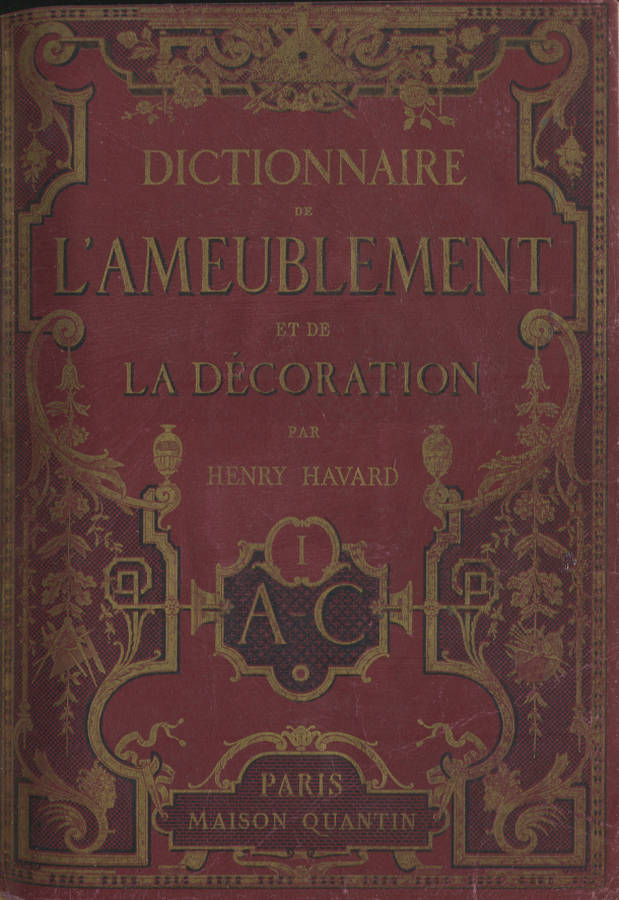 DICTIONNAIRE
DE
L'AMEUBLEMENT
ET DE
LA DÉCORATION
PAR
HENRY HAVARD
I
A-C
PARIS
MAISON QUANTIN